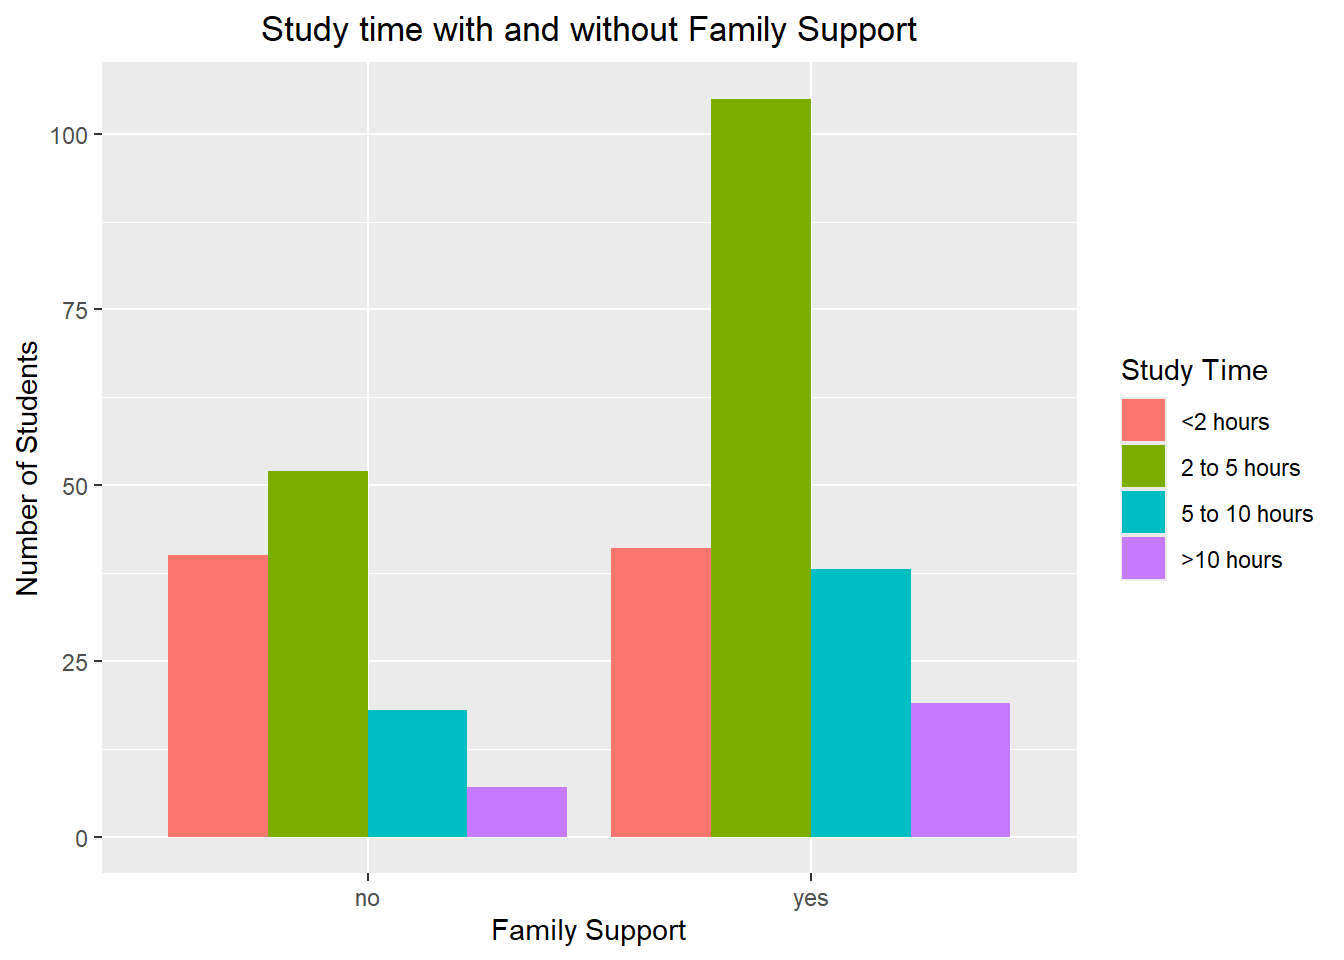 Study time with and without Family Support
Number of Students
100
75
50
25
0
no
yes
Family Support
Study Time
<2 hours
2 to 5 hours
5 to 10 hours
>10 hours